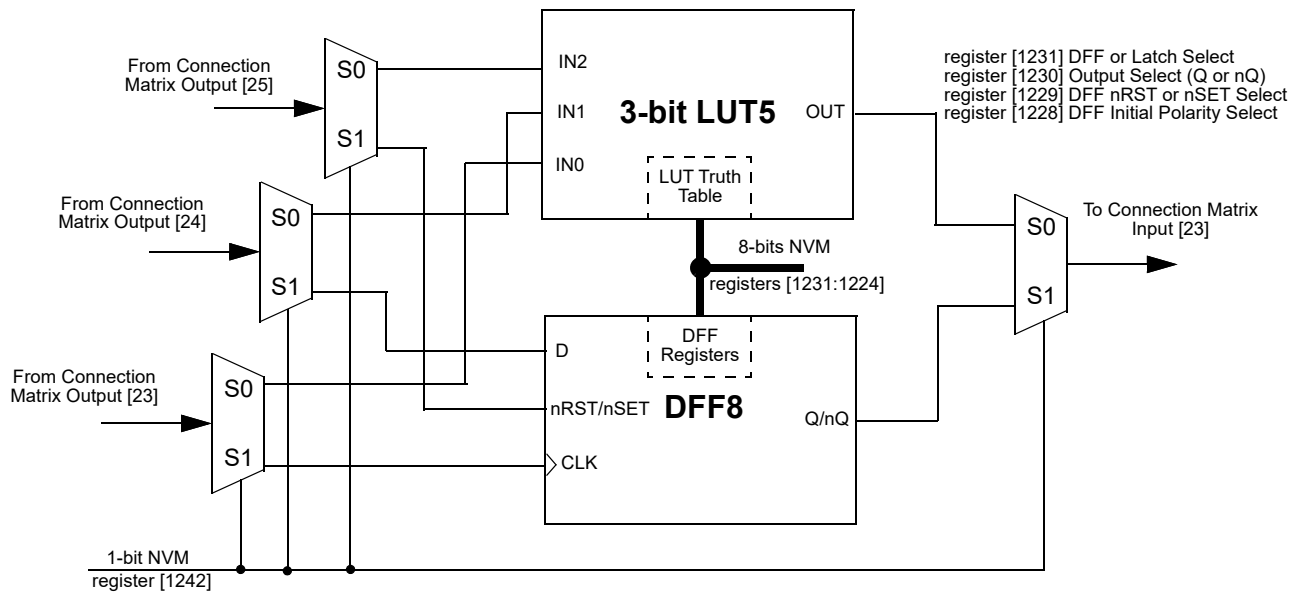 From Connection
Matrix Output [25]
S0
S1
IN2
IN1
IN0
3-bit LUT5
OUT
LUT Truth
Table
register [1231] DFF or Latch Select
register [1230] Output Select (Q or nQ)
register [1229] DFF nRST or nSET Select
register [1228] DFF Initial Polarity Select
From Connection
Matrix Output [24]
S0
S1
8-bits NVM
registers [1231:1224]
S0
S1
To Connection Matrix
Input [23]
From Connection
Matrix Output [23]
S0
S1
D
nRST/nSET
CLK
DFF
Registers
DFF8
Q/nQ
1-bit NVM
register [1242]